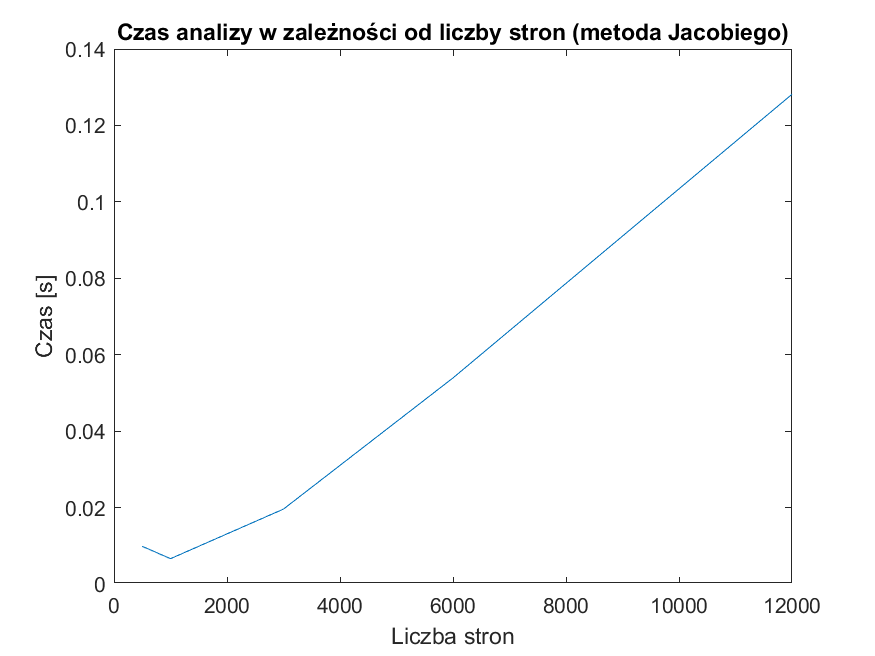 Czas analizy w zależności od liczby stron (metoda Jacobiego)
0.14
0.12
0.1
0.08
0.06
0.04
0.02
0
Czas [s]
0 2000 4000 6000 8000 10000 12000
Liczba stron